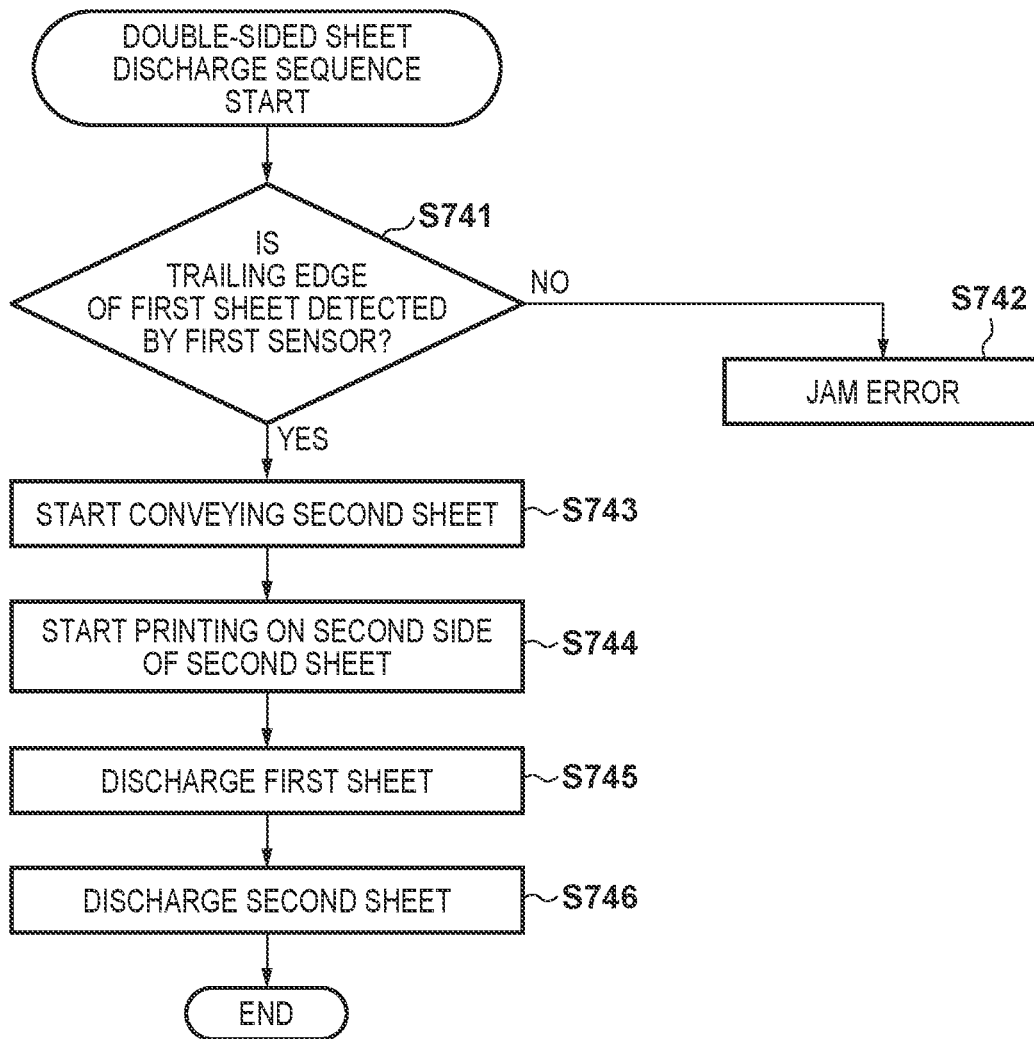 DOUBLE-SIDED SHEET
DISCHARGE SEQUENCE
START
S741
IS
TRAILING EDGE
OF FIRST SHEET DETECTED
BY FIRST SENSOR?
NO
S742
JAM ERROR
YES
START CONVEYING SECOND SHEET
S743
START PRINTING ON SECOND SIDE
OF SECOND SHEET
S744
DISCHARGE FIRST SHEET
S745
DISCHARGE SECOND SHEET
S746
END